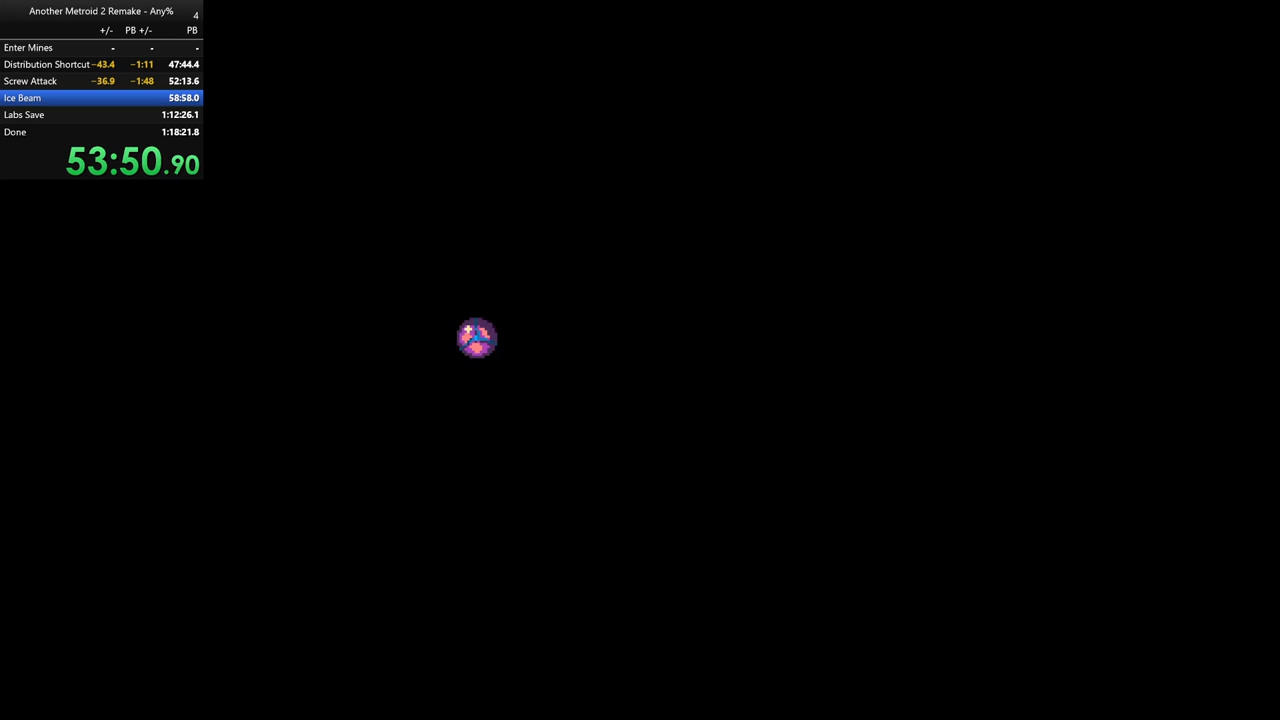 Another Metroid 2 Remake - Any%
4
+/- PB +/- PB
Enter Mines - - -
Distribution Shortcut −43.4 −1:11 47:44.4
Screw Attack −36.9 −1:48 52:13.6
Ice Beam 58:58.0
Labs Save 1:12:26.1
Done 1:18:21.8
53:50.90